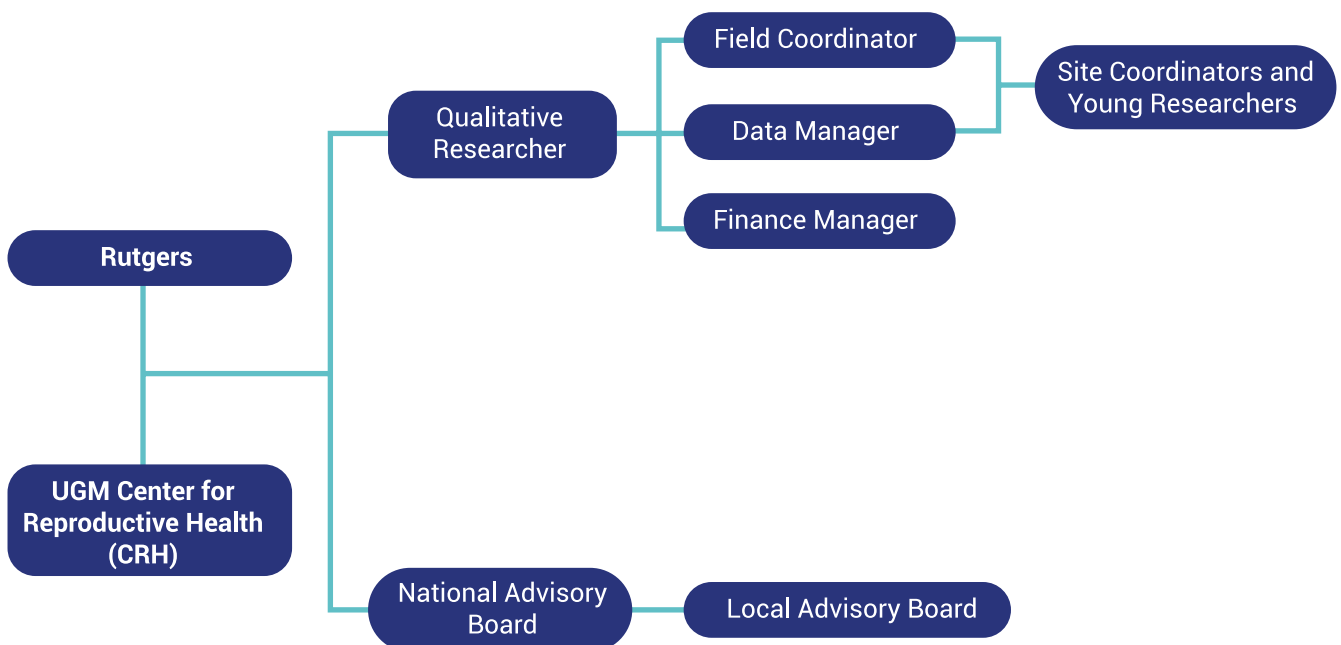 Field Coordinator
Site Coordinators and
Young Researchers
Qualitative
Researcher
Data Manager
Finance Manager
Rutgers
UGM Center for
Reproductive Health
(CRH)
National Advisory
Board
Local Advisory Board